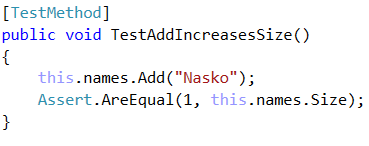 [TestMethod]
public void TestAddIncreasesSize()
{
    this.names.Add("Nasko");
    Assert.AreEqual(1, this.names.Size);
}